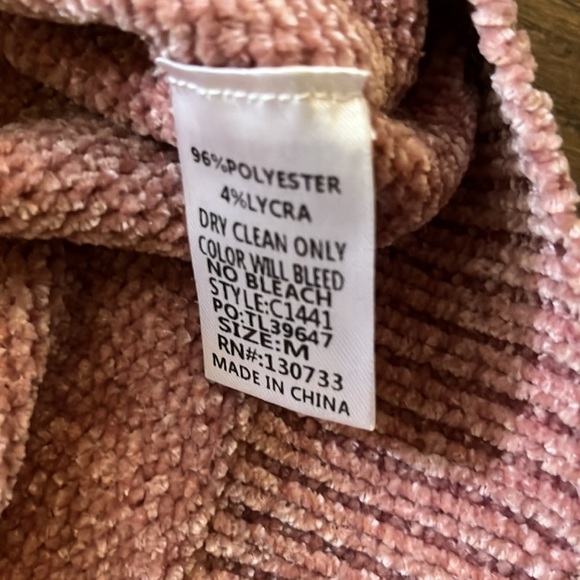 96%POLYESTER
4%LYCRA
DRY CLEAN ONLY
COLOR WILL BLEED
NO BLEACH
STYLE:C1441
PO:TL39647
SIZE:M
RN#:130733
MADE IN CHINA